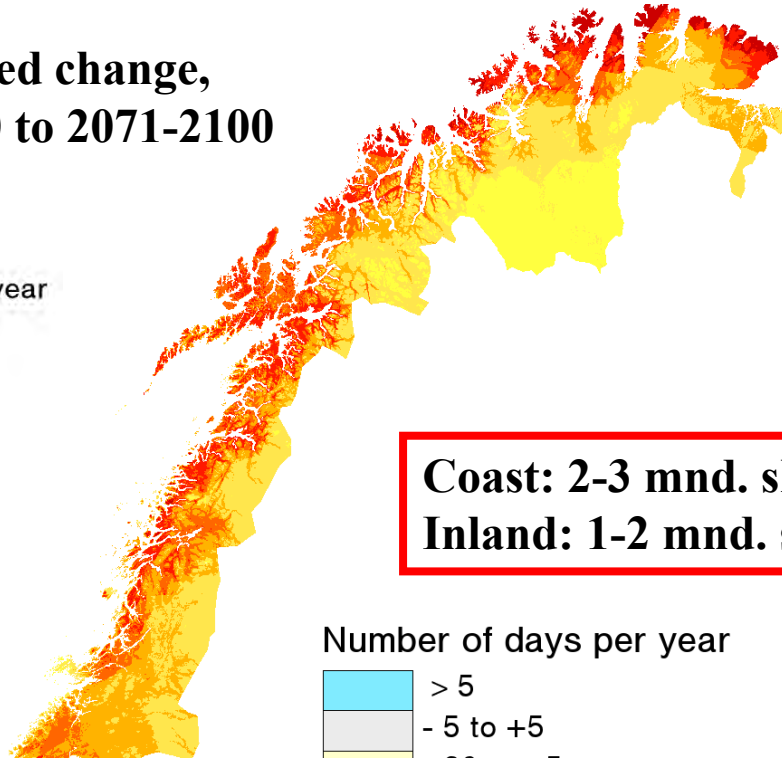 ed change,
to 2071-2100
year
Coast: 2-3 mnd.
Inland: 1-2 mnd.
Number of days per year
> 5
- 5 to +5